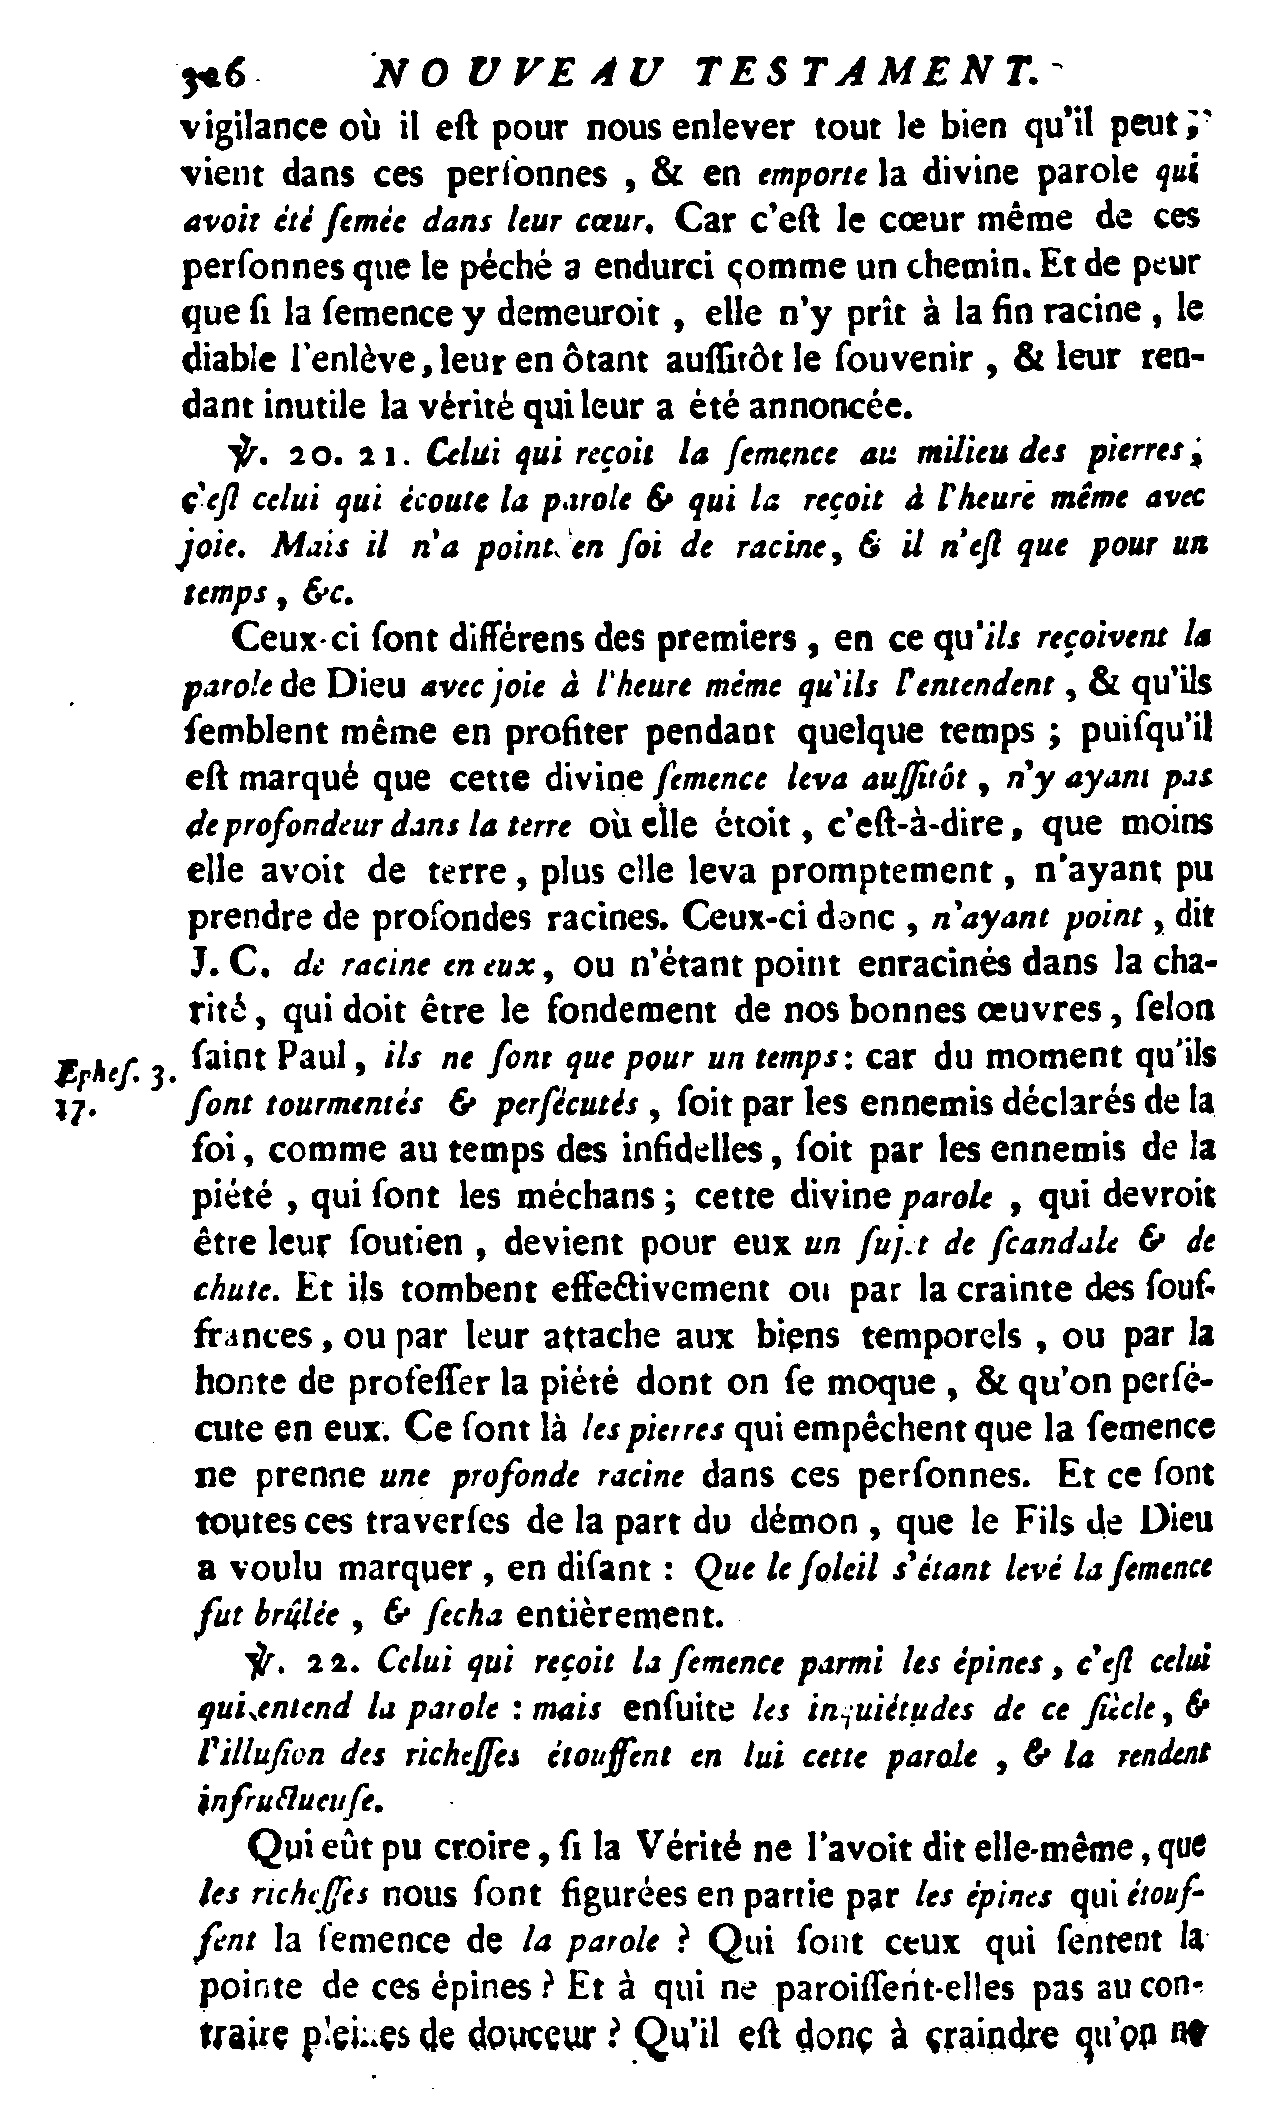 326 NOUVEAU TESTAMENT.
vigilance où il eſt pour nous enlever tout le bien qu'il peut,
vient dans ces perſonnes , & en emporte la divine parole qui
avoit été ſemée dans leur cœur. Car c'eſt le cœur même de ces
perſonnes que le péché a endurci comme un chemin. Et de peur
que ſi la ſemence y demeuroit , elle n'y prît à la fin racine , le
diable l'enlève, leur en ôtant auſſitôt le ſouvenir , & leur ren-
dant inutile la vérité qui leur a été annoncée.
℣. 20. 21. Celui qui reçoit la ſemence au milieu des pierres ;
c'eſt celui qui écoute la parole & qui la reçoit à l'heure même avec
joie. Mais il n'a point en ſoi de racine, & il n'eſt que pour un
temps , &c.
Ceux-ci ſont différens des premiers , en ce qu'ils reçoivent la
parole de Dieu avec joie à l'heure même qu'ils l'entendent , & qu'ils
ſemblent même en profiter pendant quelque temps ; puiſqu'il
eſt marqué que cette divine ſemence leva auſſitôt , n'y ayant pas
de profondeur dans la terre où elle étoit , c'eſt-à-dire, que moins
elle avoit de terre , plus elle leva promptement , n'ayant pu
prendre de profondes racines. Ceux-ci donc , n'ayant point , dit
J. C. de racine en eux , ou n'étant point enracinés dans la cha-
rité , qui doit être le fondement de nos bonnes œuvres , ſelon
ſaint Paul , ils ne ſont que pour un temps : car du moment qu'ils
Epheſ. 3.
17.
ſont tourmentés & perſécutés , ſoit par les ennemis déclarés de la
foi , comme au temps des infidelles , ſoit par les ennemis de la
piété , qui ſont les méchans ; cette divine parole , qui devroit
être leur ſoutien , devient pour eux un ſujet de ſcandale & de
chute. Et ils tombent effectivement ou par la crainte des ſouf-
frances , ou par leur attache aux biens temporels , ou par la
honte de profeſſer la piété dont on ſe moque , & qu'on perſé-
cute en eux. Ce ſont là les pierres qui empêchent que la ſemence
ne prenne une profonde racine dans ces perſonnes. Et ce ſont
toutes ces traverſes de la part du démon , que le Fils de Dieu
a voulu marquer , en diſant : Que le ſoleil s'étant levé la ſemence
fut brûlée , & ſecha entièrement.
℣. 22. Celui qui reçoit la ſemence parmi les épines , c'eſt celui
qui entend la parole : mais enſuite les inquiétudes de ce ſiècle , &
l'illuſion des richeſſes étouffent en lui cette parole , & la rendent
infructueuſe.
Qui eût pu croire , ſi la Vérité ne l'avoit dit elle-même , que
les richeſſes nous ſont figurées en partie par les épines qui étouf-
fent la ſemence de la parole ? Qui ſont ceux qui ſentent la
pointe de ces épines ? Et à qui ne paroiſſent-elles pas au con-
traire pleines de douceur ? Qu'il eſt donc à craindre qu'on ne